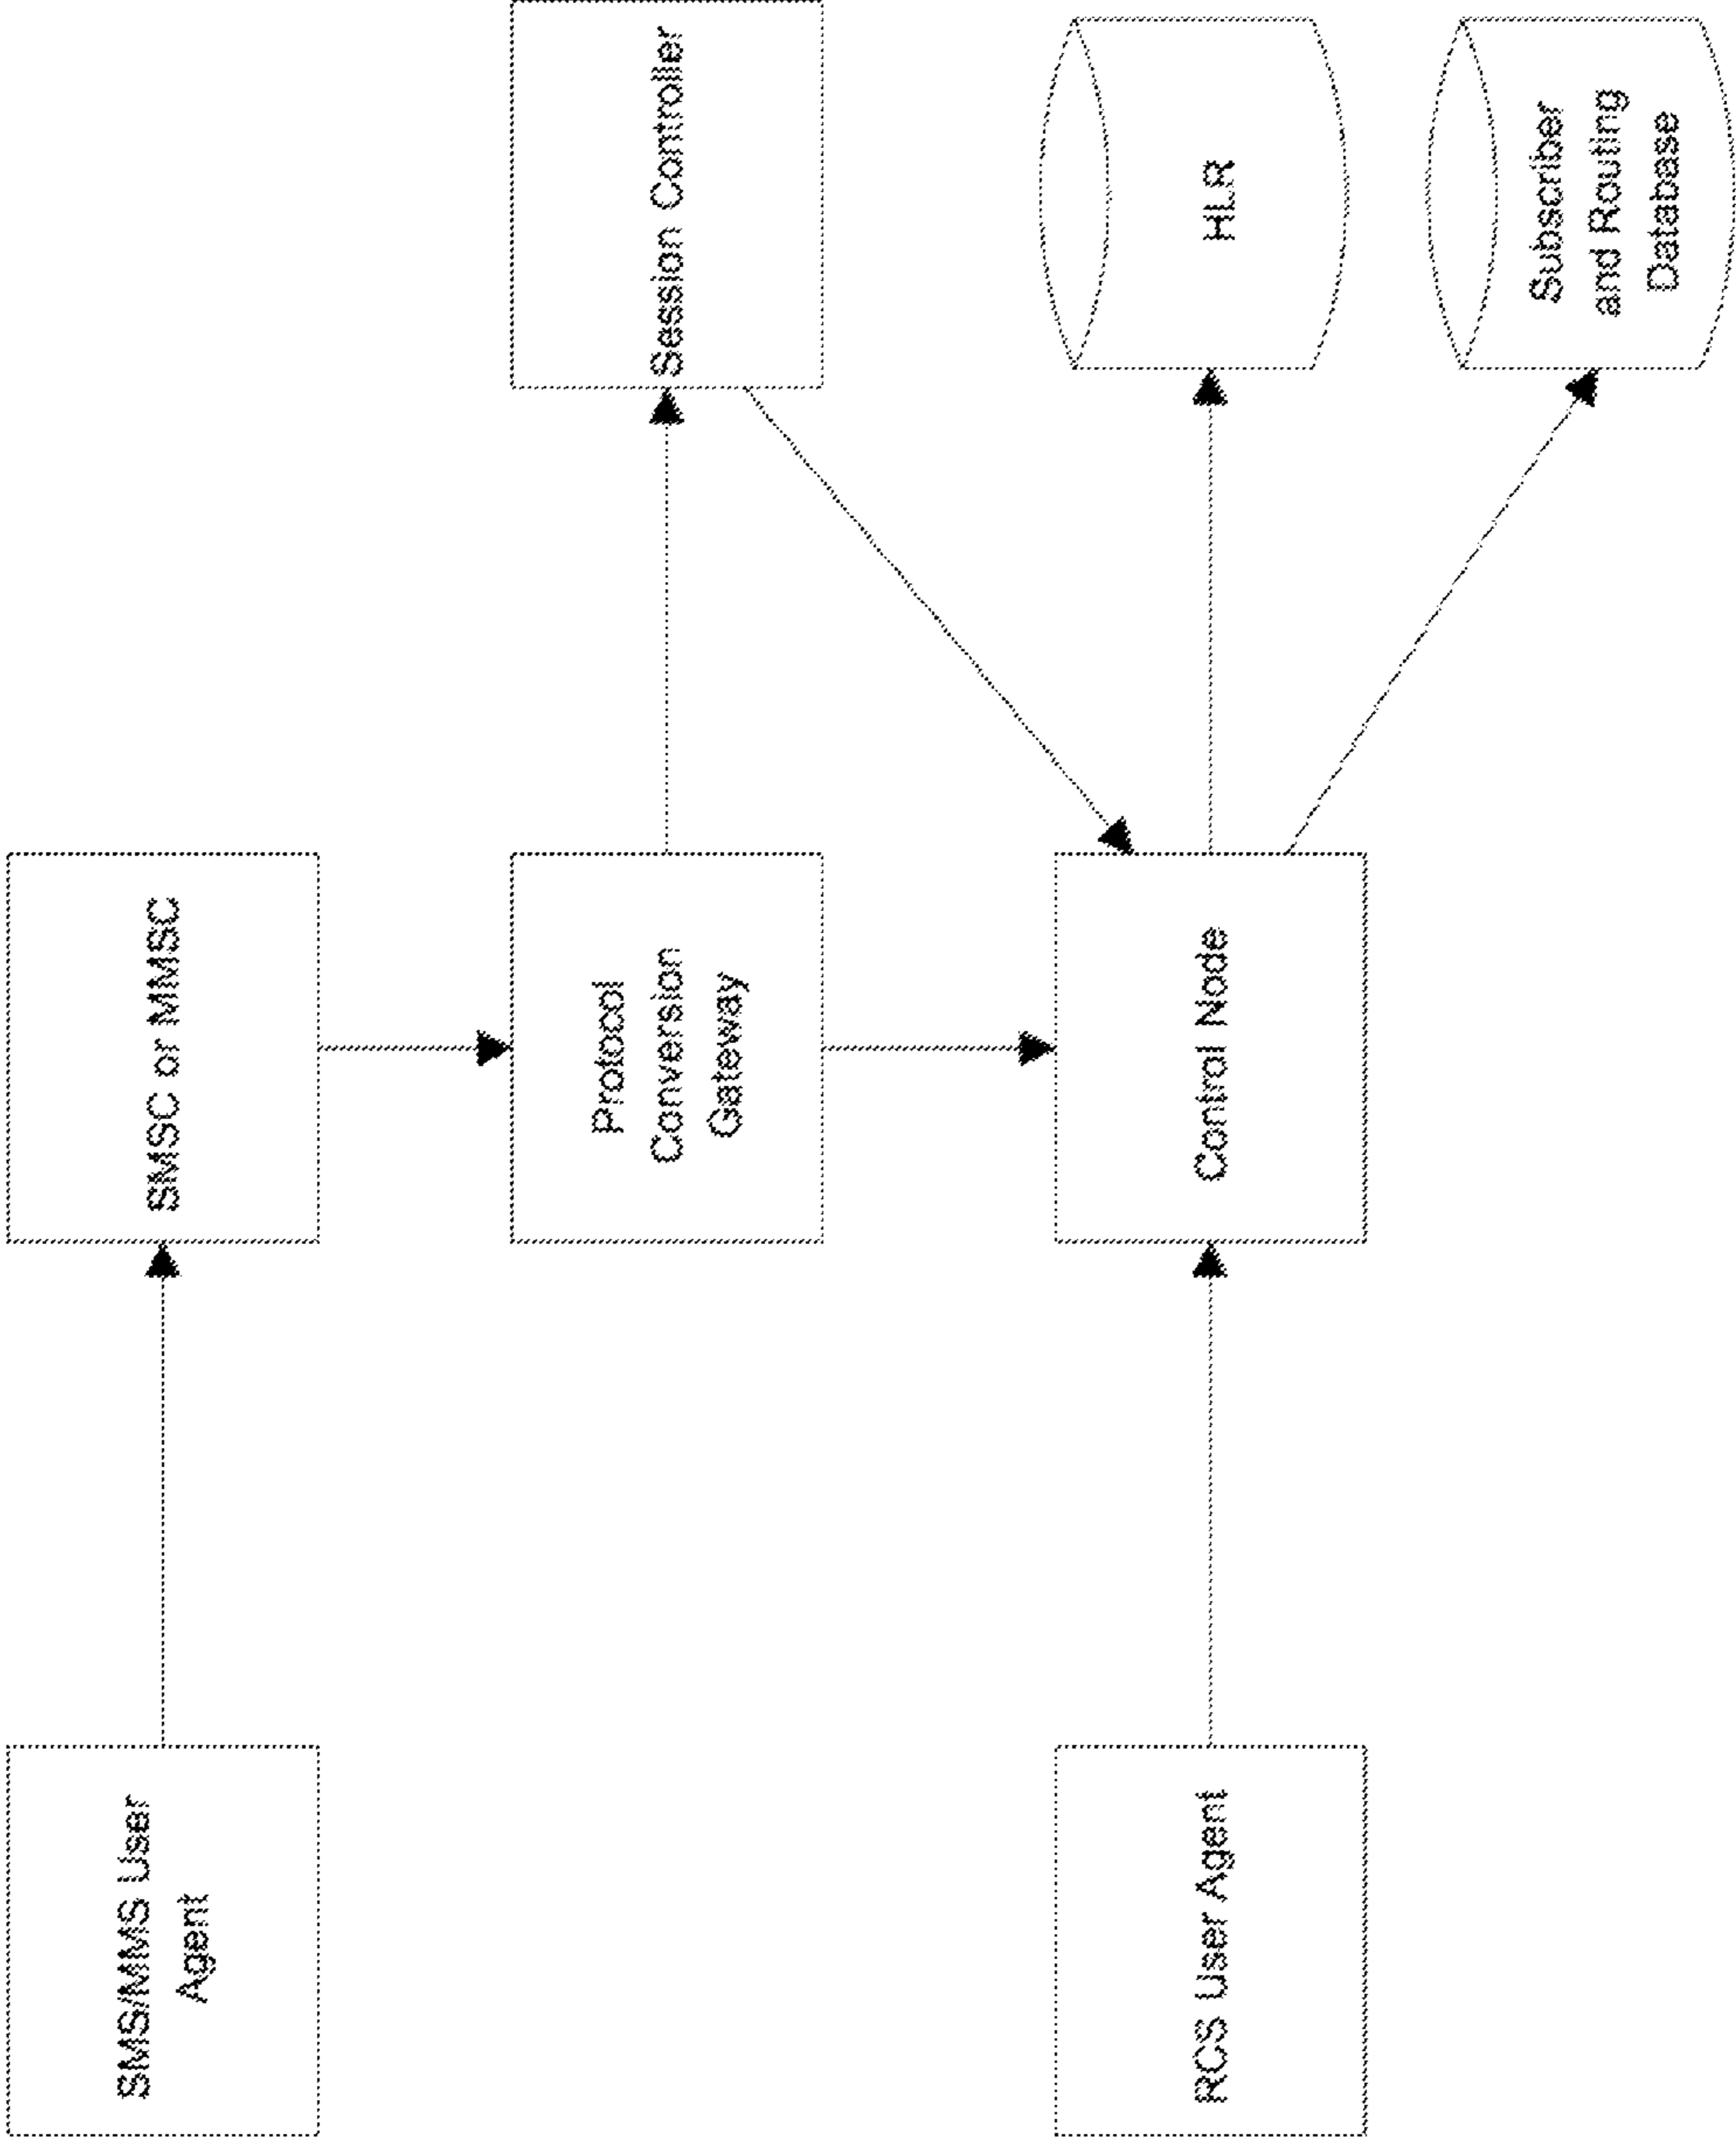 SMS/MMS User
Agent
SMSC or MMSC
Protocol
Conversion
Gateway
Session Controller
RCS User Agent
Control Node
HLR
Subscriber
and Routing
Database